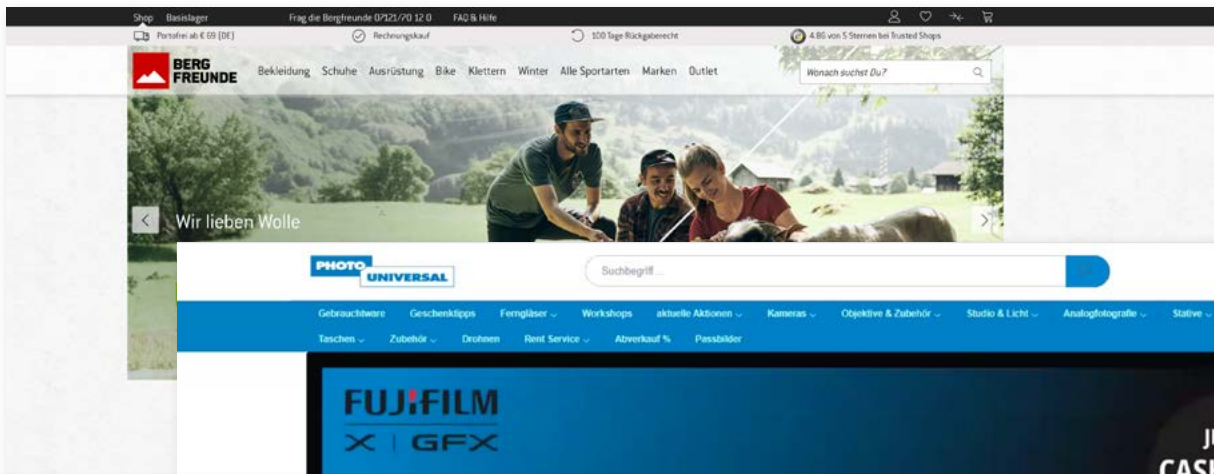 Shop Basislager Frag die Bergfreunde 07121/70 12 0 FAQ & Hilfe
Portofrei ab € 69 [DE] Rechnungskauf 100 Tage Rückgaberecht 4.86 von 5 Sternen bei Trusted Shops
BERG
FREUNDE
Bekleidung Schuhe Ausrüstung Bike Klettern Winter Alle Sportarten Marken Outlet Wonach suchst Du?
Wir lieben Wolle
PHOTO
UNIVERSAL
Suchbegriff ...
Gebrauchtware Geschenktipps Ferngläser Workshops aktuelle Aktionen Kameras Objektive & Zubehör Studio & Licht Analogfotografie Stative
Taschen Zubehör Drohnen Rent Service Abverkauf % Passbilder
FUJIFILM
X | GFX